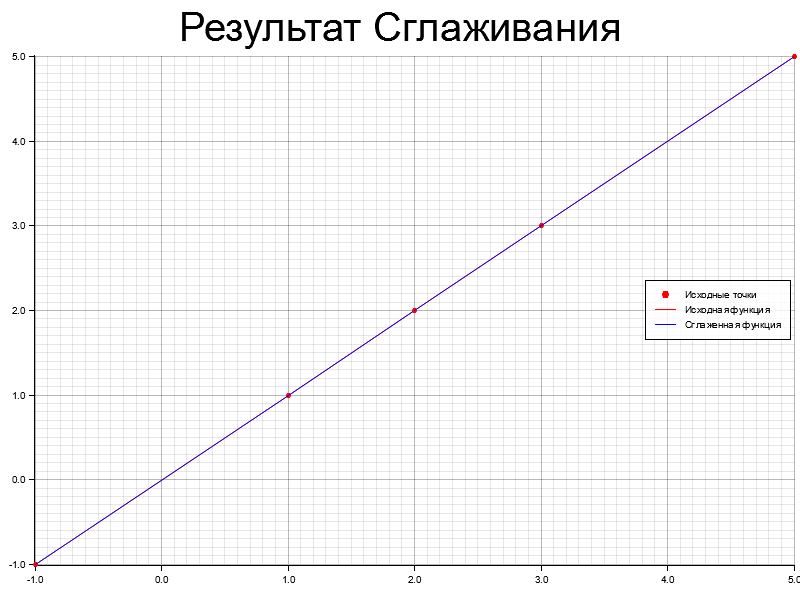 Результат Сглаживания
5.0
4.0
3.0
2.0
1.0
0.0
-1.0
-1.0 0.0 1.0 2.0 3.0 4.0 5.0
Исходные точки
Исходная функция
Сглаженная функция